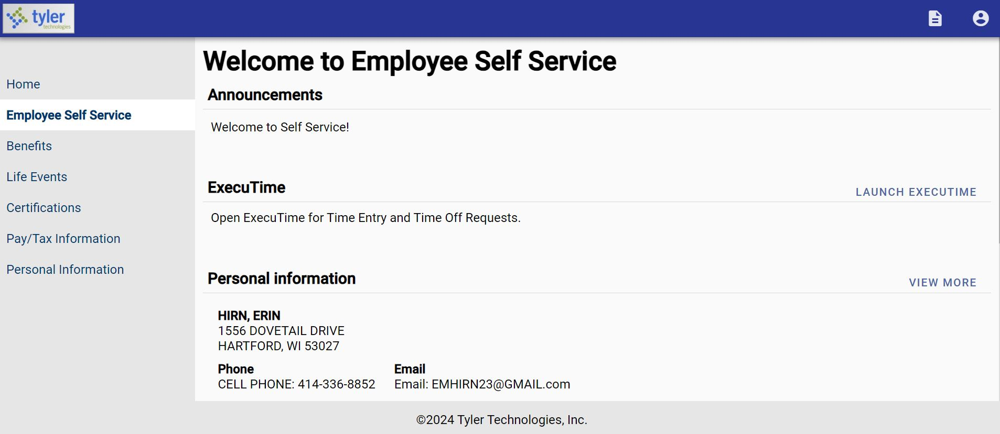 tyler
technologies
Home
Employee Self Service
Benefits
Life Events
Certifications
Pay/Tax Information
Personal Information
Welcome to Employee Self Service
Announcements
Welcome to Self Service!
ExecuTime
LAUNCH EXECUTIME
Open ExecuTime for Time Entry and Time Off Requests.
Personal information
VIEW MORE
HIRN, ERIN
1556 DOVETAIL DRIVE
HARTFORD, WI 53027
Phone
CELL PHONE: 414-336-8852
Email
Email: EMHIRN23@GMAIL.com
©2024 Tyler Technologies, Inc.